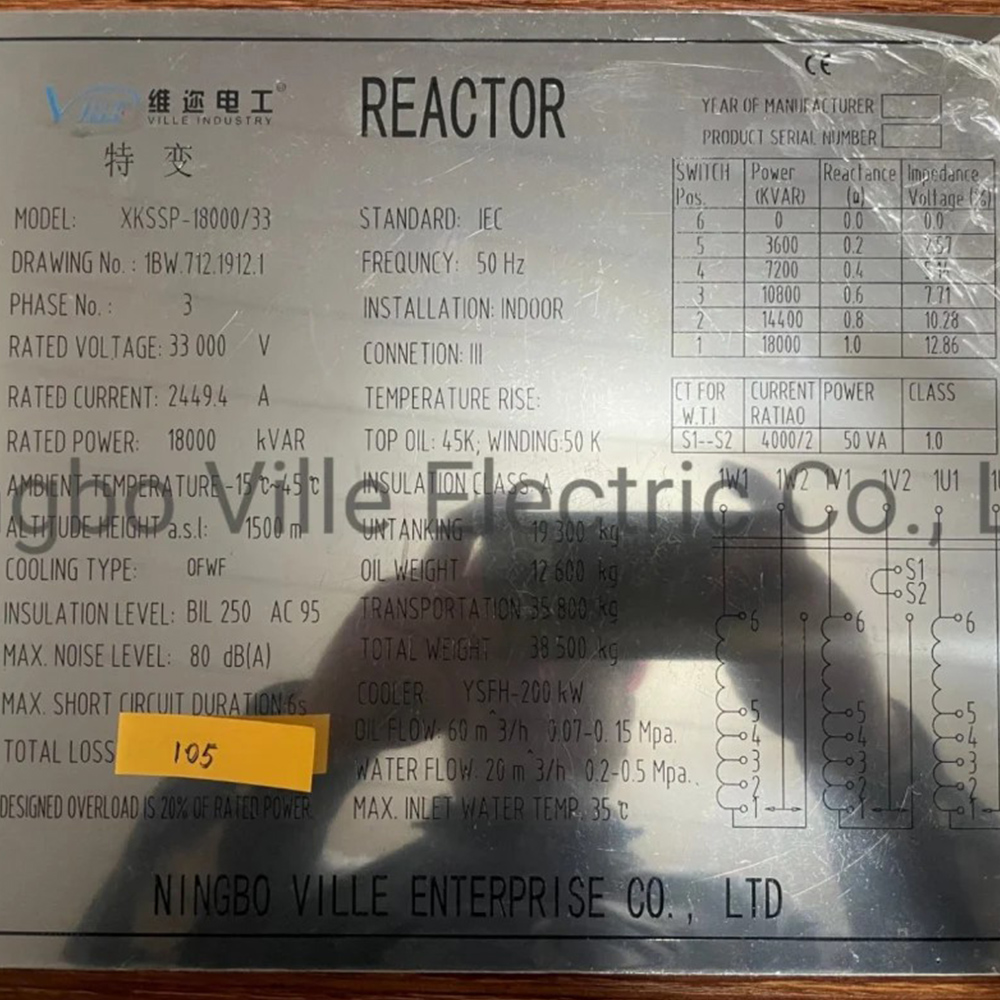 CE
VILLE 维迩电工®
VILLE INDUSTRY
特 变
REACTOR
YEAR OF MANUFACTURER
PRODUCT SERIAL NUMBER
MODEL: XKSSP-18000/33
DRAWING No.: 1BW.712.1912.1
PHASE No.: 3
RATED VOLTAGE: 33 000 V
RATED CURRENT: 2449.4 A
RATED POWER: 18000 kVAR
AMBIENT TEMPERATURE -15℃~45℃
ALTITUDE HEIGHT a.s.l: 1500 m
COOLING TYPE: OFWF
INSULATION LEVEL: BIL 250 AC 95
MAX. NOISE LEVEL: 80 dB(A)
MAX. SHORT CIRCUIT DURATION:6s
TOTAL LOSS 105
DESIGNED OVERLOAD IS 20% OF RATED POWER
STANDARD: IEC
FREQUNCY: 50 Hz
INSTALLATION: INDOOR
CONNETION: III
TEMPERATURE RISE:
TOP OIL: 45K; WINDING:50 K
INSULATION CLASS A
UNTANKING 19 300 kg
OIL WEIGHT 12 600 kg
TRANSPORTATION 35 800 kg
TOTAL WEIGHT 38 500 kg
COOLER: YSFH-200 kW
OIL FLOW: 60 m^3/h 0.07-0.15 Mpa.
WATER FLOW: 20 m^3/h 0.2-0.5 Mpa.
MAX. INLET WATER TEMP. 35℃
SWITCH Pos. Power (KVAR) Reactance (Ω) Impedance Voltage (%)
6 0 0.0 0.0
5 3600 0.2 2.57
4 7200 0.4
3 10800 0.6 7.71
2 14400 0.8 10.28
1 18000 1.0 12.86
CT FOR W.T.I CURRENT RATIAO POWER CLASS
S1--S2 4000/2 50 VA 1.0
1W1 1W2 1V1 1V2 1U1
S1
S2
6 6 6
5 5 5
4 4 4
3 3 3
2 2 2
1 1 1
NINGBO VILLE ENTERPRISE CO., LTD
gbo Ville Electric Co., L